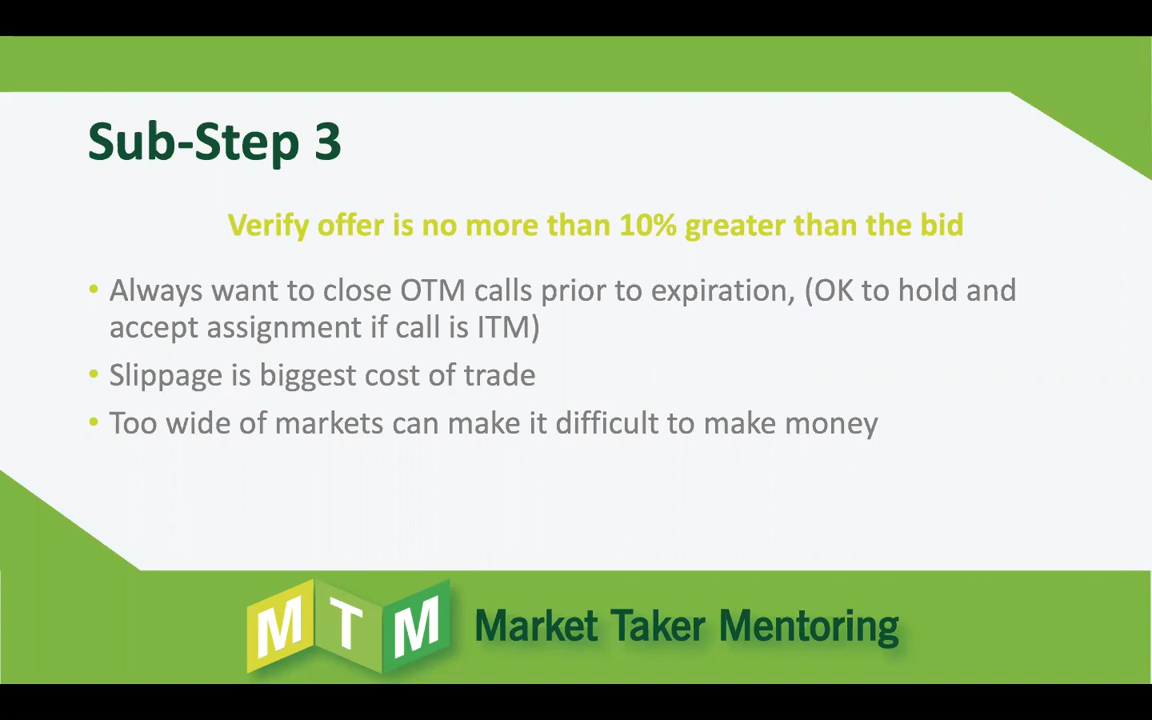 Sub-Step 3
Verify offer is no more than 10% greater than the bid
• Always want to close OTM calls prior to expiration, (OK to hold and
accept assignment if call is ITM)
• Slippage is biggest cost of trade
• Too wide of markets can make it difficult to make money
MTM Market Taker Mentoring